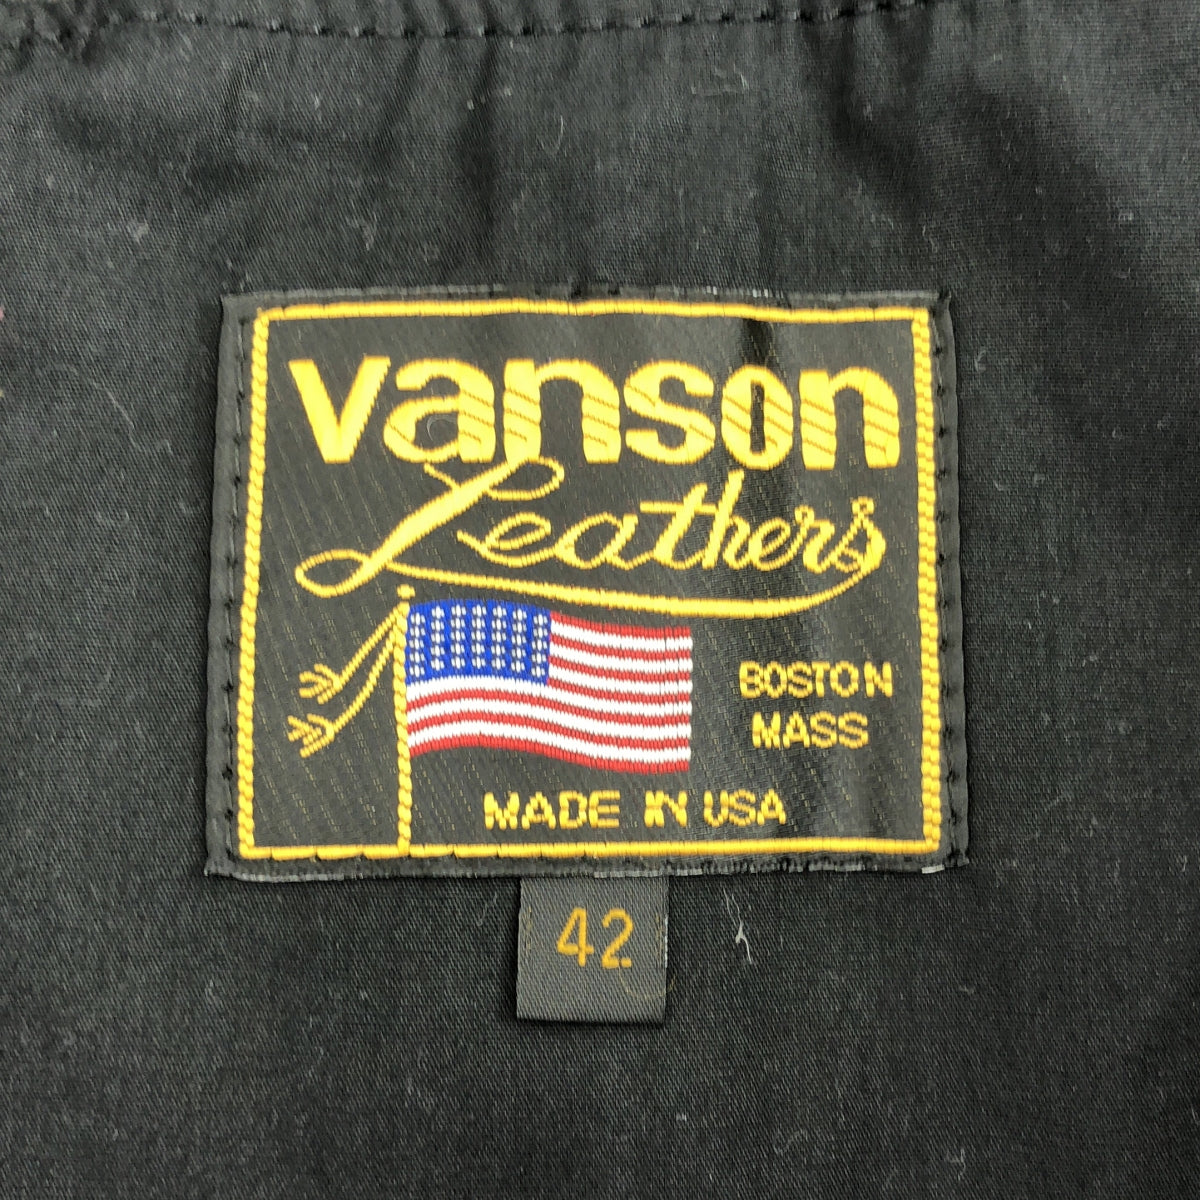 vanson
Leathers
BOSTON
MASS
MADE IN USA
42